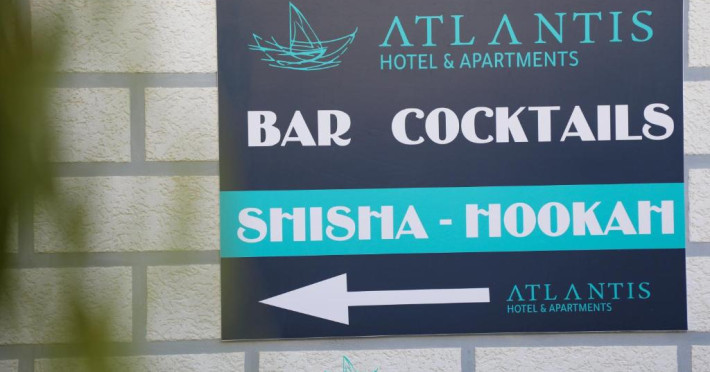 ATLANTIS
HOTEL & APARTMENTS
BAR COCKTAILS
SHISHA - HOOKAH
ATLANTIS
HOTEL & APARTMENTS